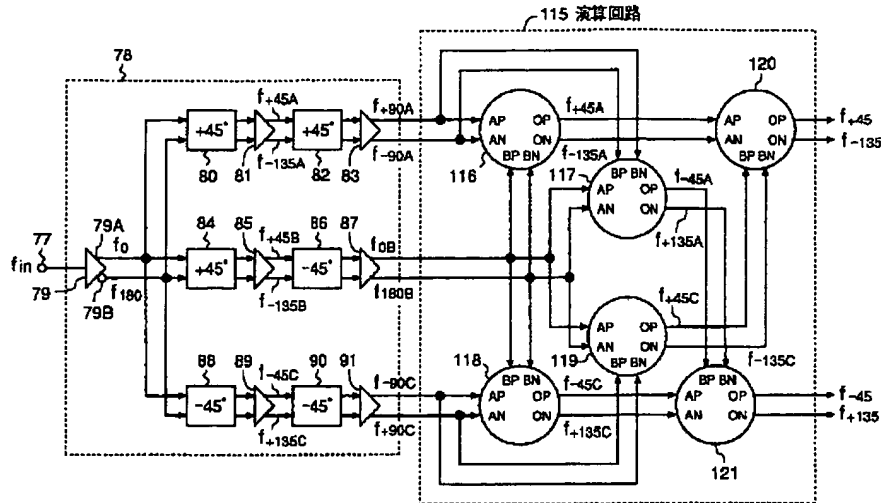 115 演算回路
78
120
f+45A
f+90A
f+45A
+45°
+45°
AP
OP
AP
OP
f+45
AN
ON
AN
ON
f-135
80
81
f-135A
82
83
f-90A
116
BP BN
f-135A
117
BP BN
f-45A
BP BN
AP
OP
79A
84
85
f+45B
86
87
AN
ON
77
f0
f0B
f+135A
fin
+45°
-45°
79
79B
f180
f-135B
f180B
f+45C
AP
OP
AN
ON
88
89
f-45C
90
91
f-90C
118
119
BP BN
f-135C
BP BN
f-45C
BP BN
-45°
-45°
AP
OP
AP
OP
f-45
AN
ON
AN
ON
f+135
f+135C
f+90C
f+135C
121